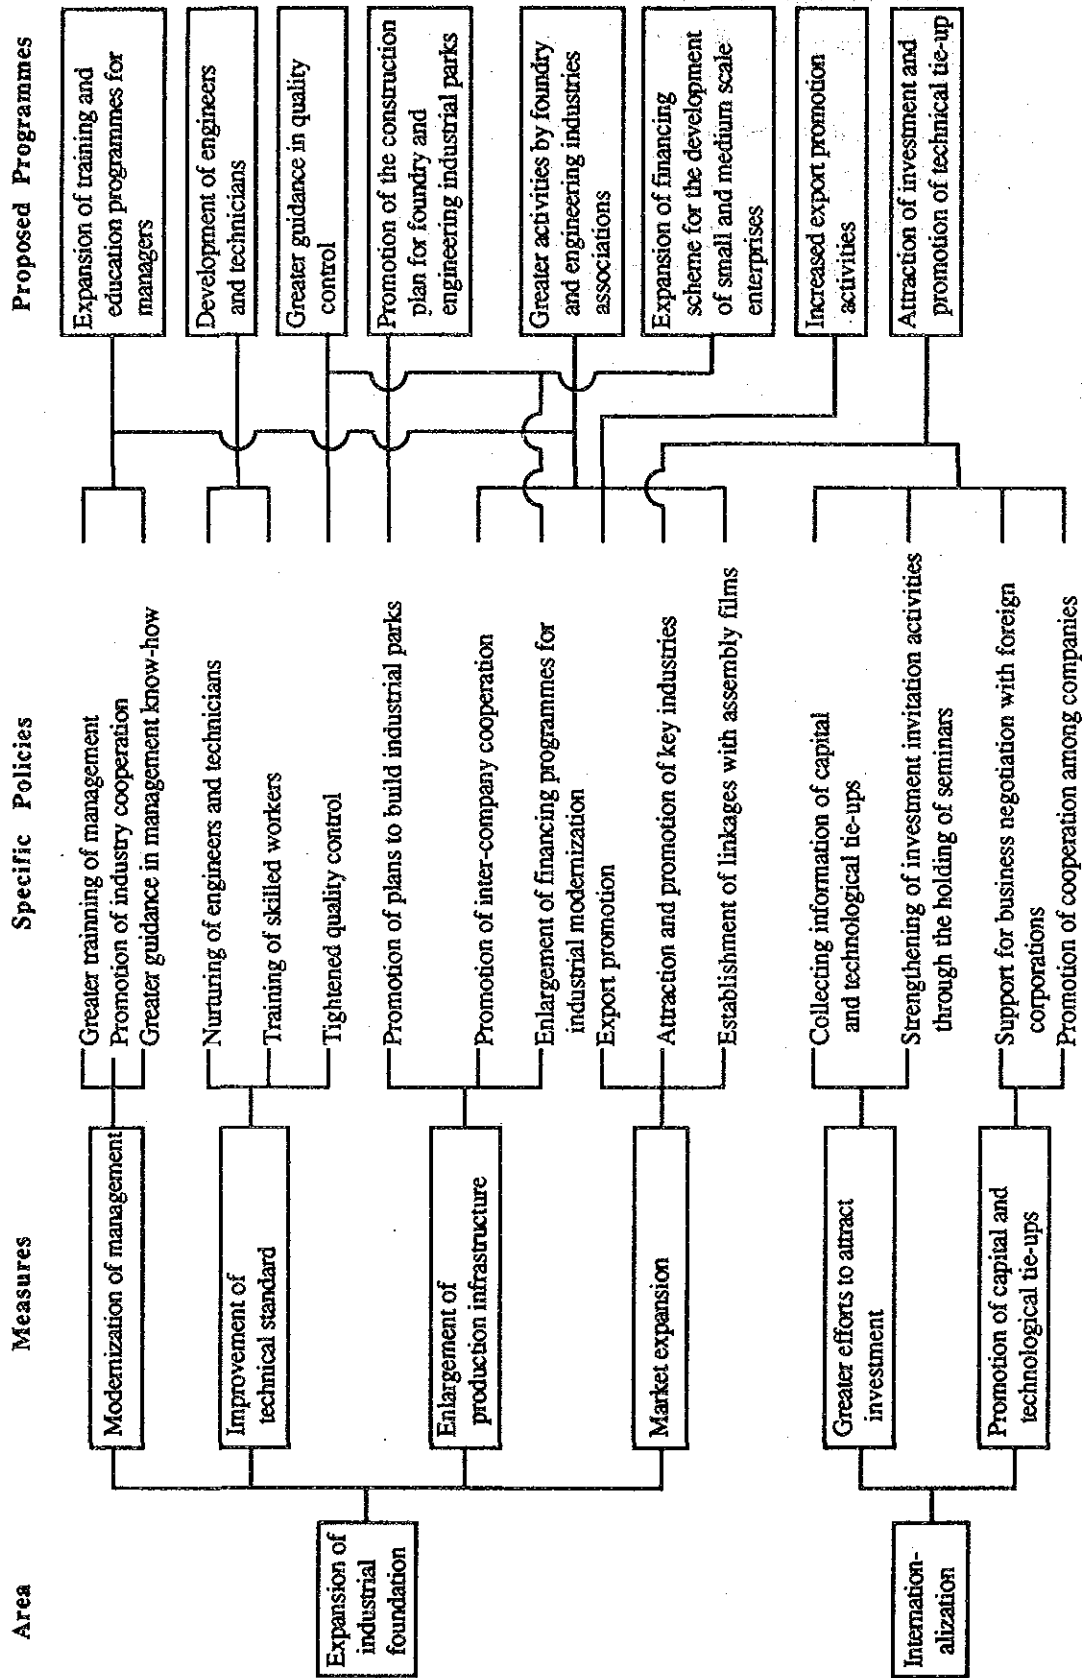 Area
Measures
Specific Policies
Proposed Programmes
Expansion of
industrial
foundation
Internation-
alization
Modernization of management
Improvement of
technical standard
Enlargement of
production infrastructure
Market expansion
Greater efforts to attract
investment
Promotion of capital and
technological tie-ups
Greater trainning of management
Promotion of industry cooperation
Greater guidance in management know-how
Nurturing of engineers and technicians
Training of skilled workers
Tightened quality control
Promotion of plans to build industrial parks
Promotion of inter-company cooperation
Enlargement of financing programmes for
industrial modernization
Export promotion
Attraction and promotion of key industries
Establishment of linkages with assembly films
Collecting information of capital
and technological tie-ups
Strengthening of investment invitation activities
through the holding of seminars
Support for business negotiation with foreign
corporations
Promotion of cooperation among companies
Expansion of training and
education programmes for
managers
Development of engineers
and technicians
Greater guidance in quality
control
Promotion of the construction
plan for foundry and
engineering industrial parks
Greater activities by foundry
and engineering industries
associations
Expansion of financing
scheme for the development
of small and medium scale
enterprises
Increased export promotion
activities
Attraction of investment and
promotion of technical tie-up